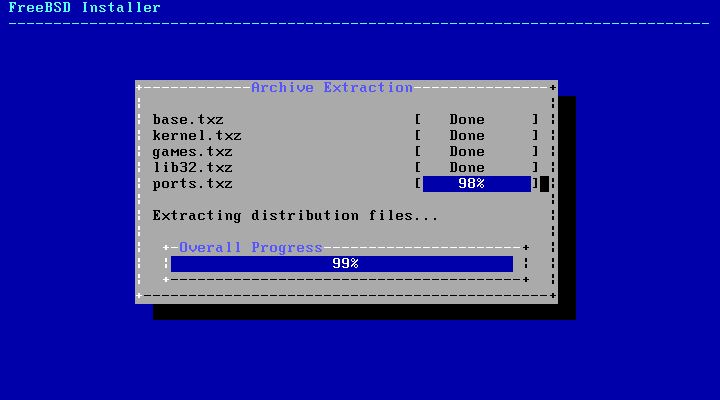 FreeBSD Installer
Archive Extraction
base.txz [ Done ]
kernel.txz [ Done ]
games.txz [ Done ]
lib32.txz [ Done ]
ports.txz [ 98% ]
Extracting distribution files...
Overall Progress
99%